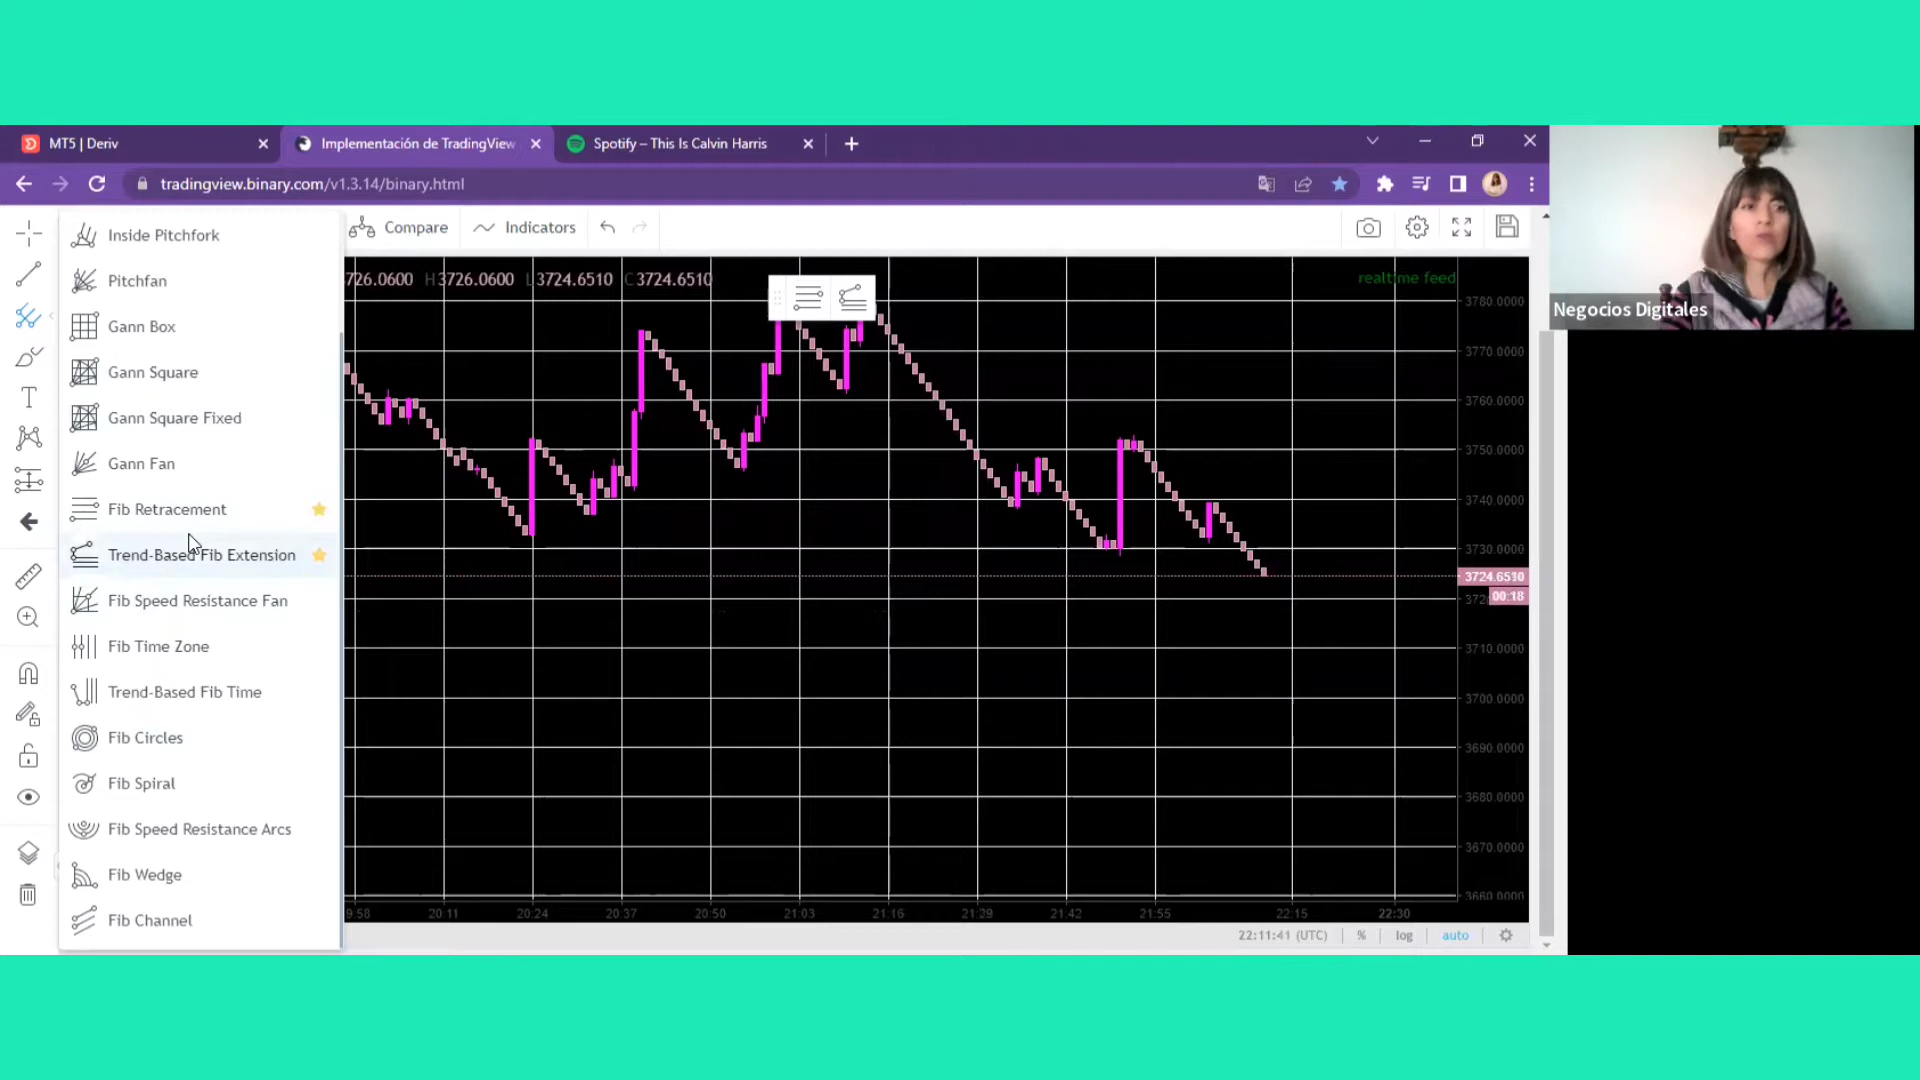 MT5 | Deriv
Implementación de TradingView
Spotify – This Is Calvin Harris
tradingview.binary.com/v1.3.14/binary.html
Compare
Indicators
726.0600 H3726.0600 L3724.6510 C3724.6510
realtime feed
Negocios Digitales
Inside Pitchfork
Pitchfan
Gann Box
Gann Square
Gann Square Fixed
Gann Fan
Fib Retracement
Trend-Based Fib Extension
Fib Speed Resistance Fan
Fib Time Zone
Trend-Based Fib Time
Fib Circles
Fib Spiral
Fib Speed Resistance Arcs
Fib Wedge
Fib Channel
3780.0000
3770.0000
3760.0000
3750.0000
3740.0000
3730.0000
3724.6510
372
00:18
3710.0000
3700.0000
3690.0000
3680.0000
3670.0000
3660.0000
9:58 20:11 20:24 20:37 20:50 21:03 21:16 21:29 21:42 21:55 22:15 22:30
22:11:41 (UTC) % log auto